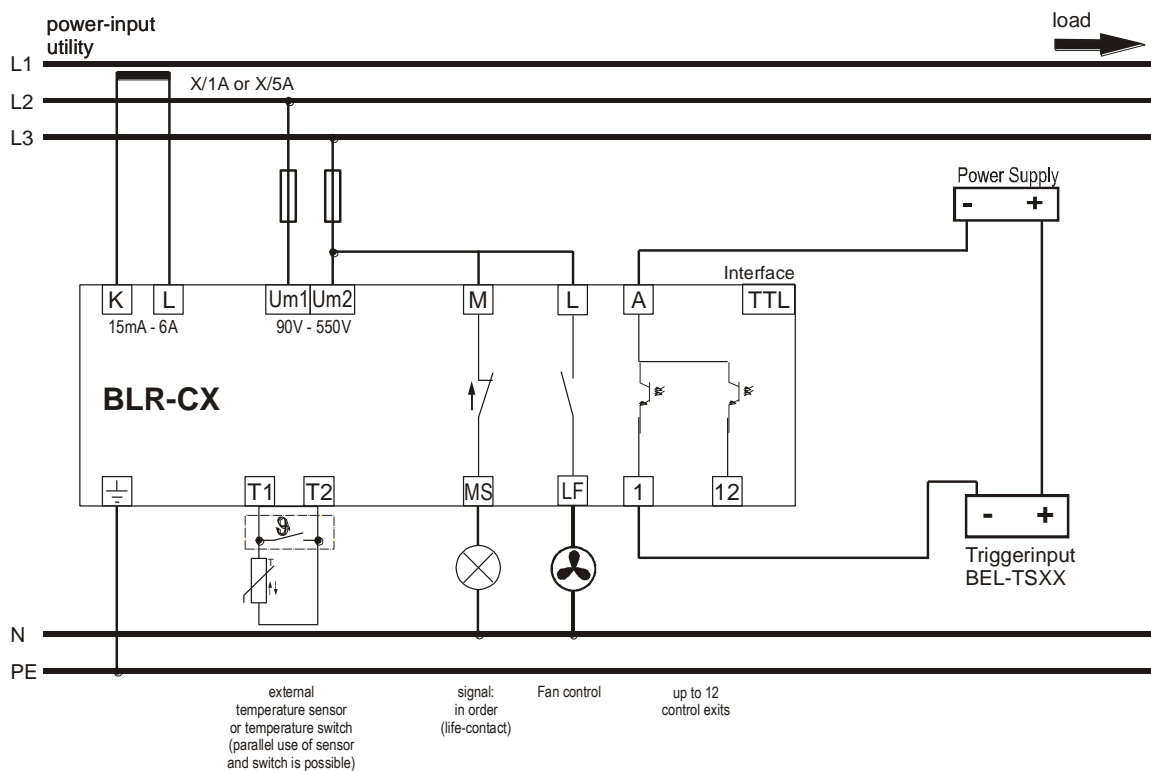 power-input
utility
load
L1
X/1A or X/5A
L2
L3
Power Supply
- +
Interface
K L Um1 Um2 M L A TTL
15mA - 6A 90V - 550V
BLR-CX
T1 T2 MS LF 1 12
- +
ϑ
T
Triggerinput
BEL-TSXX
N
PE
external
temperature sensor
or temperature switch
(parallel use of sensor
and switch is possible)
signal:
in order
(life-contact)
Fan control
up to 12
control exits